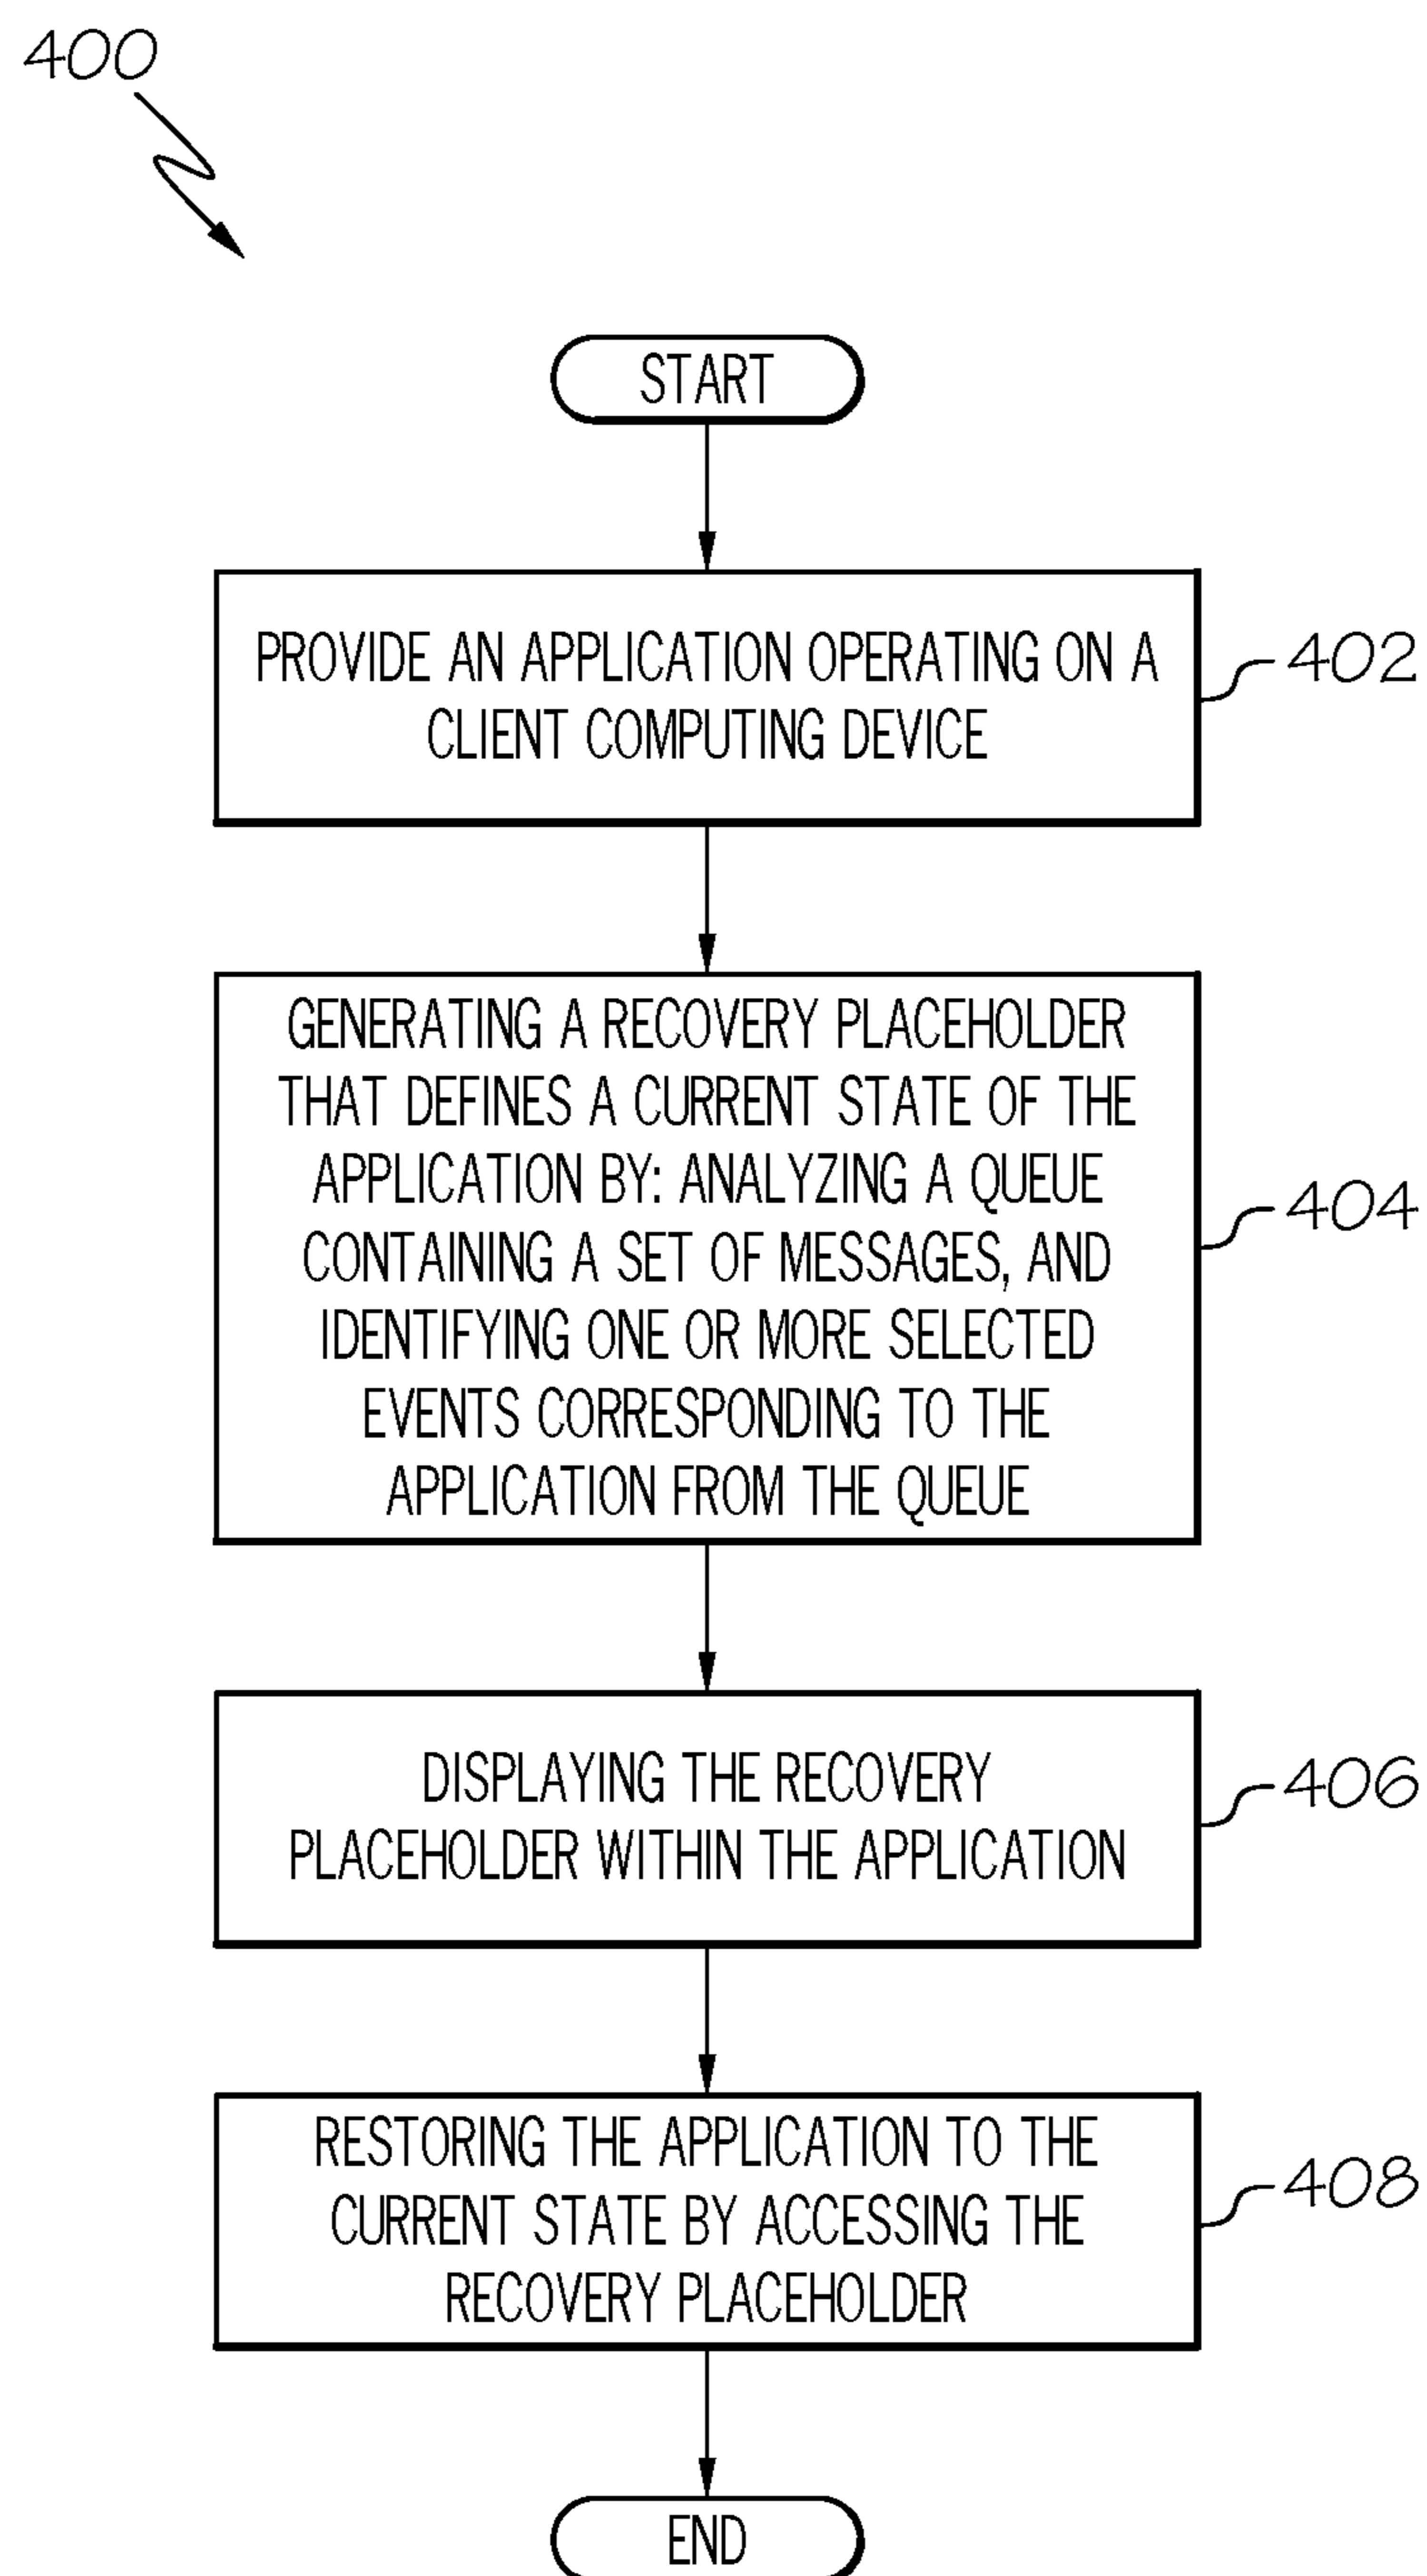 400
START
PROVIDE AN APPLICATION OPERATING ON A
CLIENT COMPUTING DEVICE
402
GENERATING A RECOVERY PLACEHOLDER
THAT DEFINES A CURRENT STATE OF THE
APPLICATION BY: ANALYZING A QUEUE
CONTAINING A SET OF MESSAGES, AND
IDENTIFYING ONE OR MORE SELECTED
EVENTS CORRESPONDING TO THE
APPLICATION FROM THE QUEUE
404
DISPLAYING THE RECOVERY
PLACEHOLDER WITHIN THE APPLICATION
406
RESTORING THE APPLICATION TO THE
CURRENT STATE BY ACCESSING THE
RECOVERY PLACEHOLDER
408
END